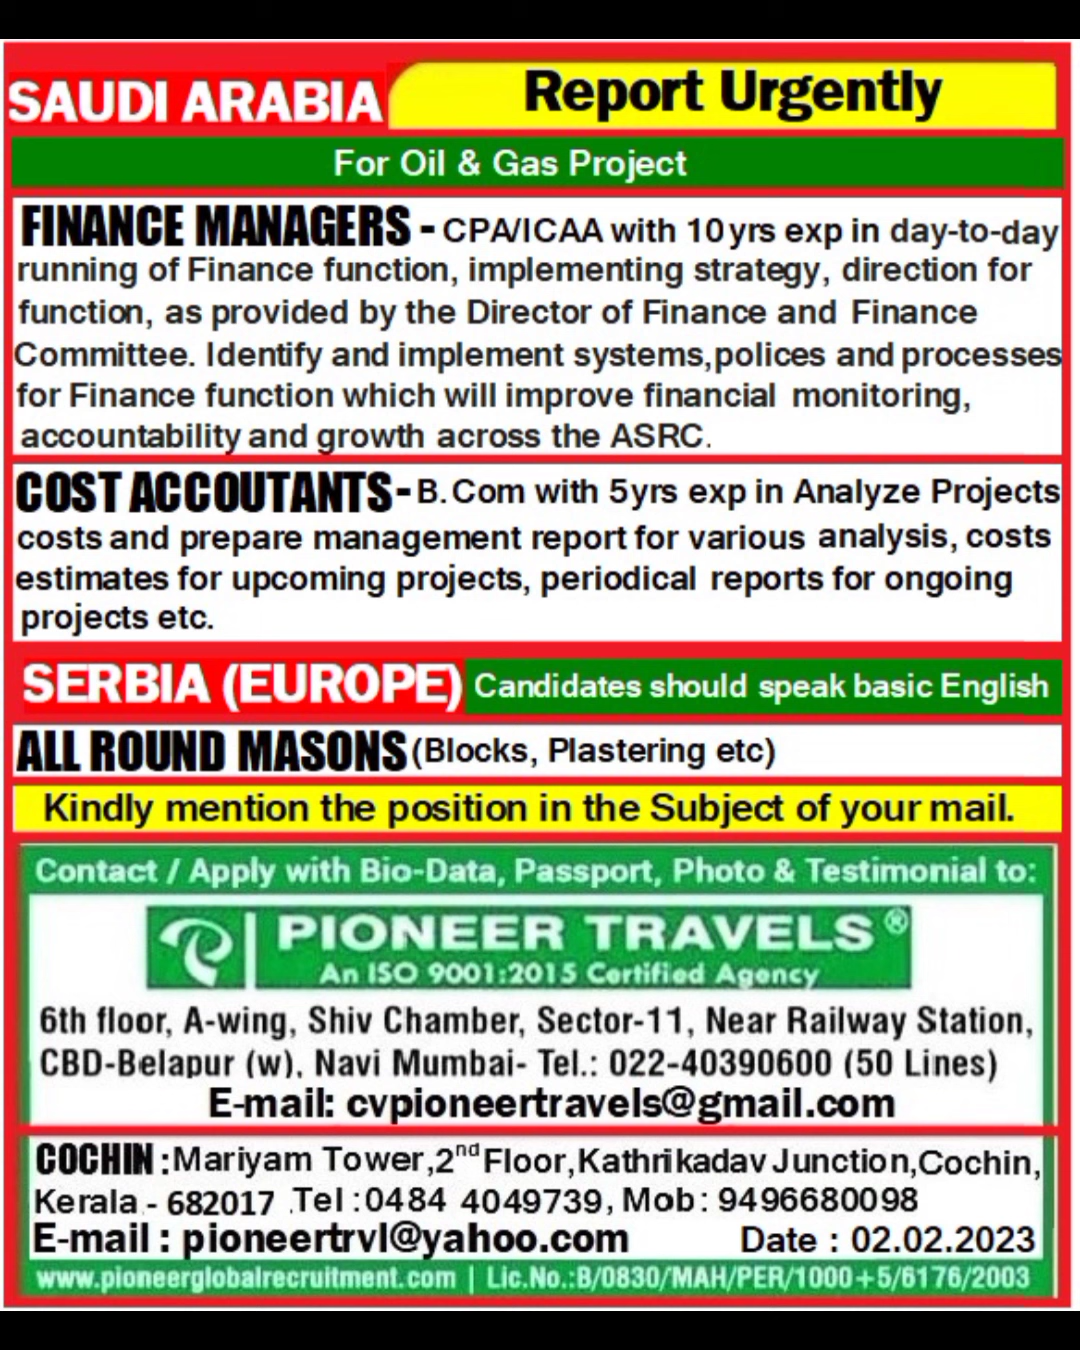 SAUDI ARABIA
Report Urgently
For Oil & Gas Project
FINANCE MANAGERS - CPA/ICAA with 10 yrs exp in day-to-day
running of Finance function, implementing strategy, direction for
function, as provided by the Director of Finance and Finance
Committee. Identify and implement systems, polices and processes
for Finance function which will improve financial monitoring,
accountability and growth across the ASRC.
COST ACCOUTANTS - B.Com with 5yrs exp in Analyze Projects
costs and prepare management report for various analysis, costs
estimates for upcoming projects, periodical reports for ongoing
projects etc.
SERBIA (EUROPE) Candidates should speak basic English
ALL ROUND MASONS (Blocks, Plastering etc)
Kindly mention the position in the Subject of your mail.
Contact / Apply with Bio-Data, Passport, Photo & Testimonial to:
PIONEER TRAVELS ®
An ISO 9001:2015 Certified Agency
6th floor, A-wing, Shiv Chamber, Sector-11, Near Railway Station,
CBD-Belapur (w), Navi Mumbai- Tel.: 022-40390600 (50 Lines)
E-mail: cvpioneertravels@gmail.com
COCHIN : Mariyam Tower, 2nd Floor, Kathrikadav Junction, Cochin,
Kerala - 682017 .Tel : 0484 4049739, Mob: 9496680098
E-mail : pioneertrvl@yahoo.com Date : 02.02.2023
www.pioneerglobalrecruitment.com | Lic.No.:B/0830/MAH/PER/1000+5/6176/2003